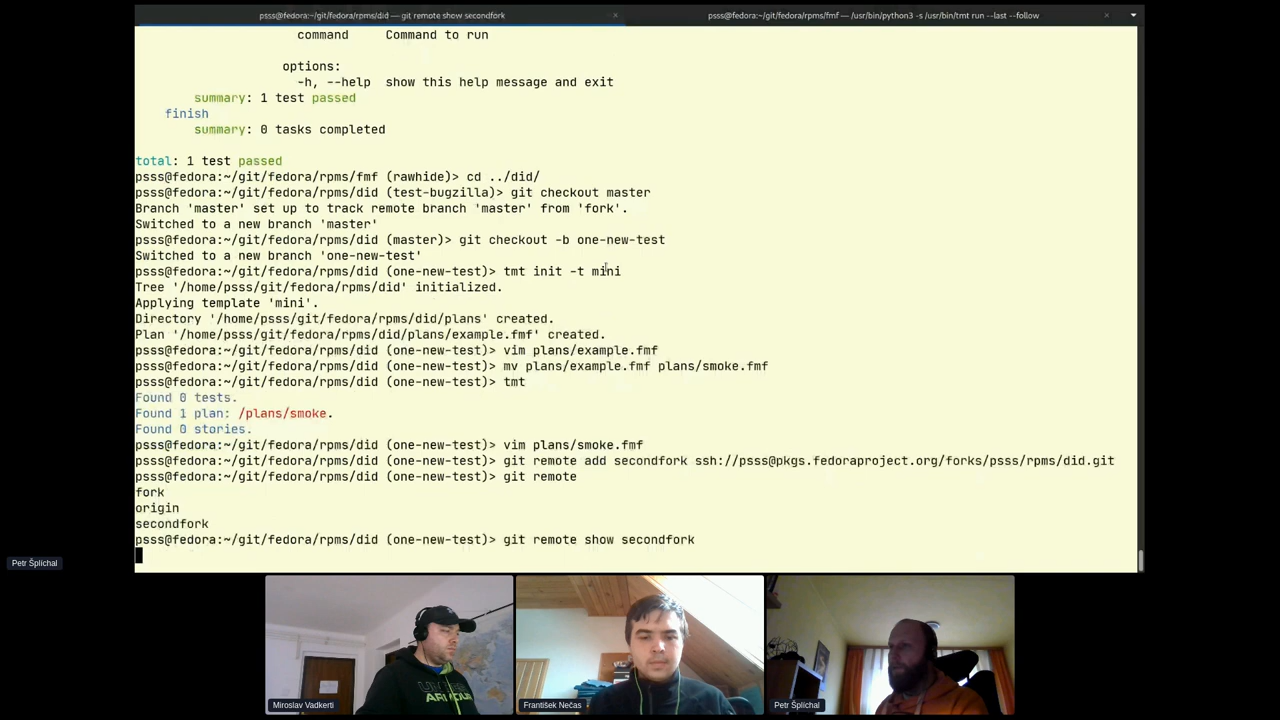 psss@fedora:~/git/fedora/rpms/did — git remote show secondfork
psss@fedora:~/git/fedora/rpms/fmf — /usr/bin/python3 -s /usr/bin/tmt run --last --follow
command Command to run
options:
-h, --help show this help message and exit
summary: 1 test passed
finish
summary: 0 tasks completed
total: 1 test passed
psss@fedora:~/git/fedora/rpms/fmf (rawhide)> cd ../did/
psss@fedora:~/git/fedora/rpms/did (test-bugzilla)> git checkout master
Branch 'master' set up to track remote branch 'master' from 'fork'.
Switched to a new branch 'master'
psss@fedora:~/git/fedora/rpms/did (master)> git checkout -b one-new-test
Switched to a new branch 'one-new-test'
psss@fedora:~/git/fedora/rpms/did (one-new-test)> tmt init -t mini
Tree '/home/psss/git/fedora/rpms/did' initialized.
Applying template 'mini'.
Directory '/home/psss/git/fedora/rpms/did/plans' created.
Plan '/home/psss/git/fedora/rpms/did/plans/example.fmf' created.
psss@fedora:~/git/fedora/rpms/did (one-new-test)> vim plans/example.fmf
psss@fedora:~/git/fedora/rpms/did (one-new-test)> mv plans/example.fmf plans/smoke.fmf
psss@fedora:~/git/fedora/rpms/did (one-new-test)> tmt
Found 0 tests.
Found 1 plan: /plans/smoke.
Found 0 stories.
psss@fedora:~/git/fedora/rpms/did (one-new-test)> vim plans/smoke.fmf
psss@fedora:~/git/fedora/rpms/did (one-new-test)> git remote add secondfork ssh://psss@pkgs.fedoraproject.org/forks/psss/rpms/did.git
psss@fedora:~/git/fedora/rpms/did (one-new-test)> git remote
fork
origin
secondfork
psss@fedora:~/git/fedora/rpms/did (one-new-test)> git remote show secondfork
Petr Šplíchal
UNDER
ARMOUR
Miroslav Vadkerti
František Nečas
Petr Šplíchal